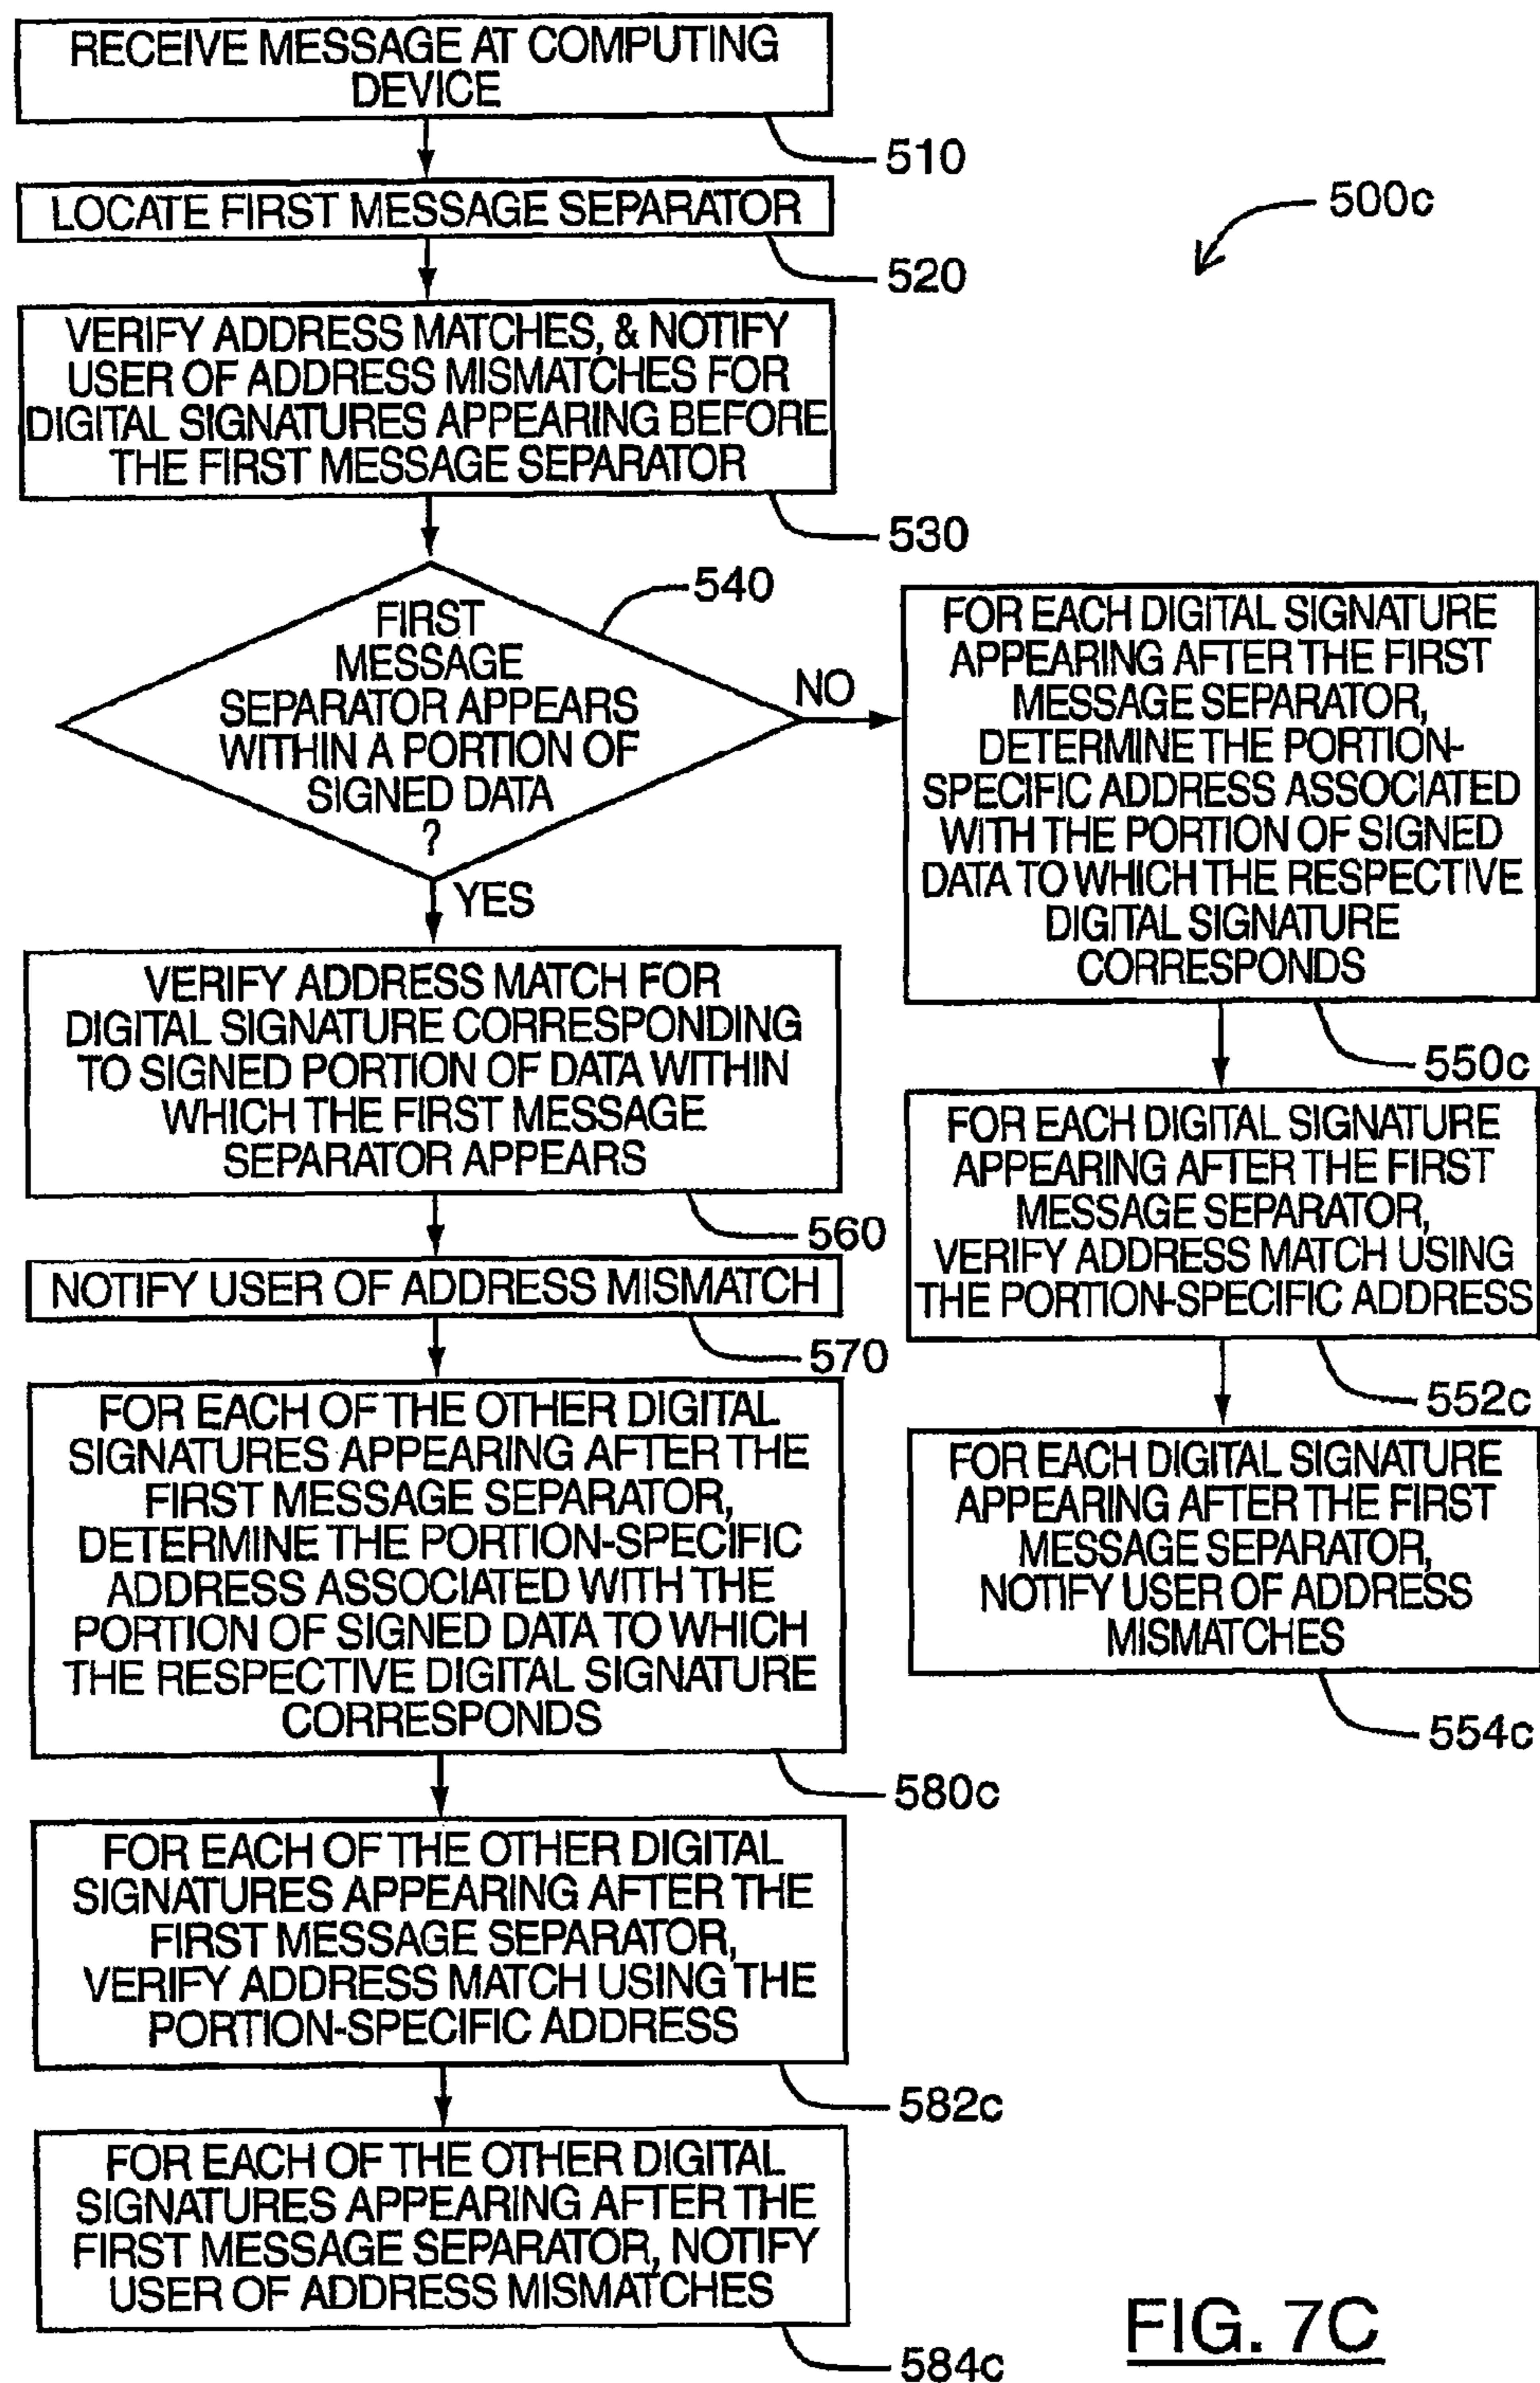 RECEIVE MESSAGE AT COMPUTING
DEVICE
510
LOCATE FIRST MESSAGE SEPARATOR
520
500c
VERIFY ADDRESS MATCHES, & NOTIFY
USER OF ADDRESS MISMATCHES FOR
DIGITAL SIGNATURES APPEARING BEFORE
THE FIRST MESSAGE SEPARATOR
530
540
FIRST
MESSAGE
SEPARATOR APPEARS
WITHIN A PORTION OF
SIGNED DATA
?
NO
YES
FOR EACH DIGITAL SIGNATURE
APPEARING AFTER THE FIRST
MESSAGE SEPARATOR,
DETERMINE THE PORTION-
SPECIFIC ADDRESS ASSOCIATED
WITH THE PORTION OF SIGNED
DATA TO WHICH THE RESPECTIVE
DIGITAL SIGNATURE
CORRESPONDS
550c
FOR EACH DIGITAL SIGNATURE
APPEARING AFTER THE FIRST
MESSAGE SEPARATOR,
VERIFY ADDRESS MATCH USING
THE PORTION-SPECIFIC ADDRESS
552c
FOR EACH DIGITAL SIGNATURE
APPEARING AFTER THE FIRST
MESSAGE SEPARATOR,
NOTIFY USER OF ADDRESS
MISMATCHES
554c
VERIFY ADDRESS MATCH FOR
DIGITAL SIGNATURE CORRESPONDING
TO SIGNED PORTION OF DATA WITHIN
WHICH THE FIRST MESSAGE
SEPARATOR APPEARS
560
NOTIFY USER OF ADDRESS MISMATCH
570
FOR EACH OF THE OTHER DIGITAL
SIGNATURES APPEARING AFTER THE
FIRST MESSAGE SEPARATOR,
DETERMINE THE PORTION-SPECIFIC
ADDRESS ASSOCIATED WITH THE
PORTION OF SIGNED DATA TO WHICH
THE RESPECTIVE DIGITAL SIGNATURE
CORRESPONDS
580c
FOR EACH OF THE OTHER DIGITAL
SIGNATURES APPEARING AFTER THE
FIRST MESSAGE SEPARATOR,
VERIFY ADDRESS MATCH USING THE
PORTION-SPECIFIC ADDRESS
582c
FOR EACH OF THE OTHER DIGITAL
SIGNATURES APPEARING AFTER THE
FIRST MESSAGE SEPARATOR, NOTIFY
USER OF ADDRESS MISMATCHES
584c
FIG. 7C